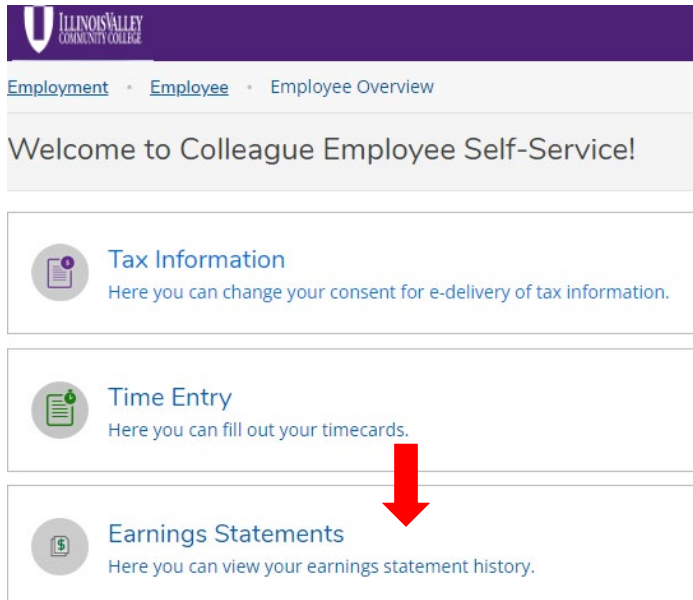 ILLINOIS VALLEY
COMMUNITY COLLEGE
Employment • Employee • Employee Overview
Welcome to Colleague Employee Self-Service!
Tax Information
Here you can change your consent for e-delivery of tax information.
Time Entry
Here you can fill out your timecards.
Earnings Statements
Here you can view your earnings statement history.